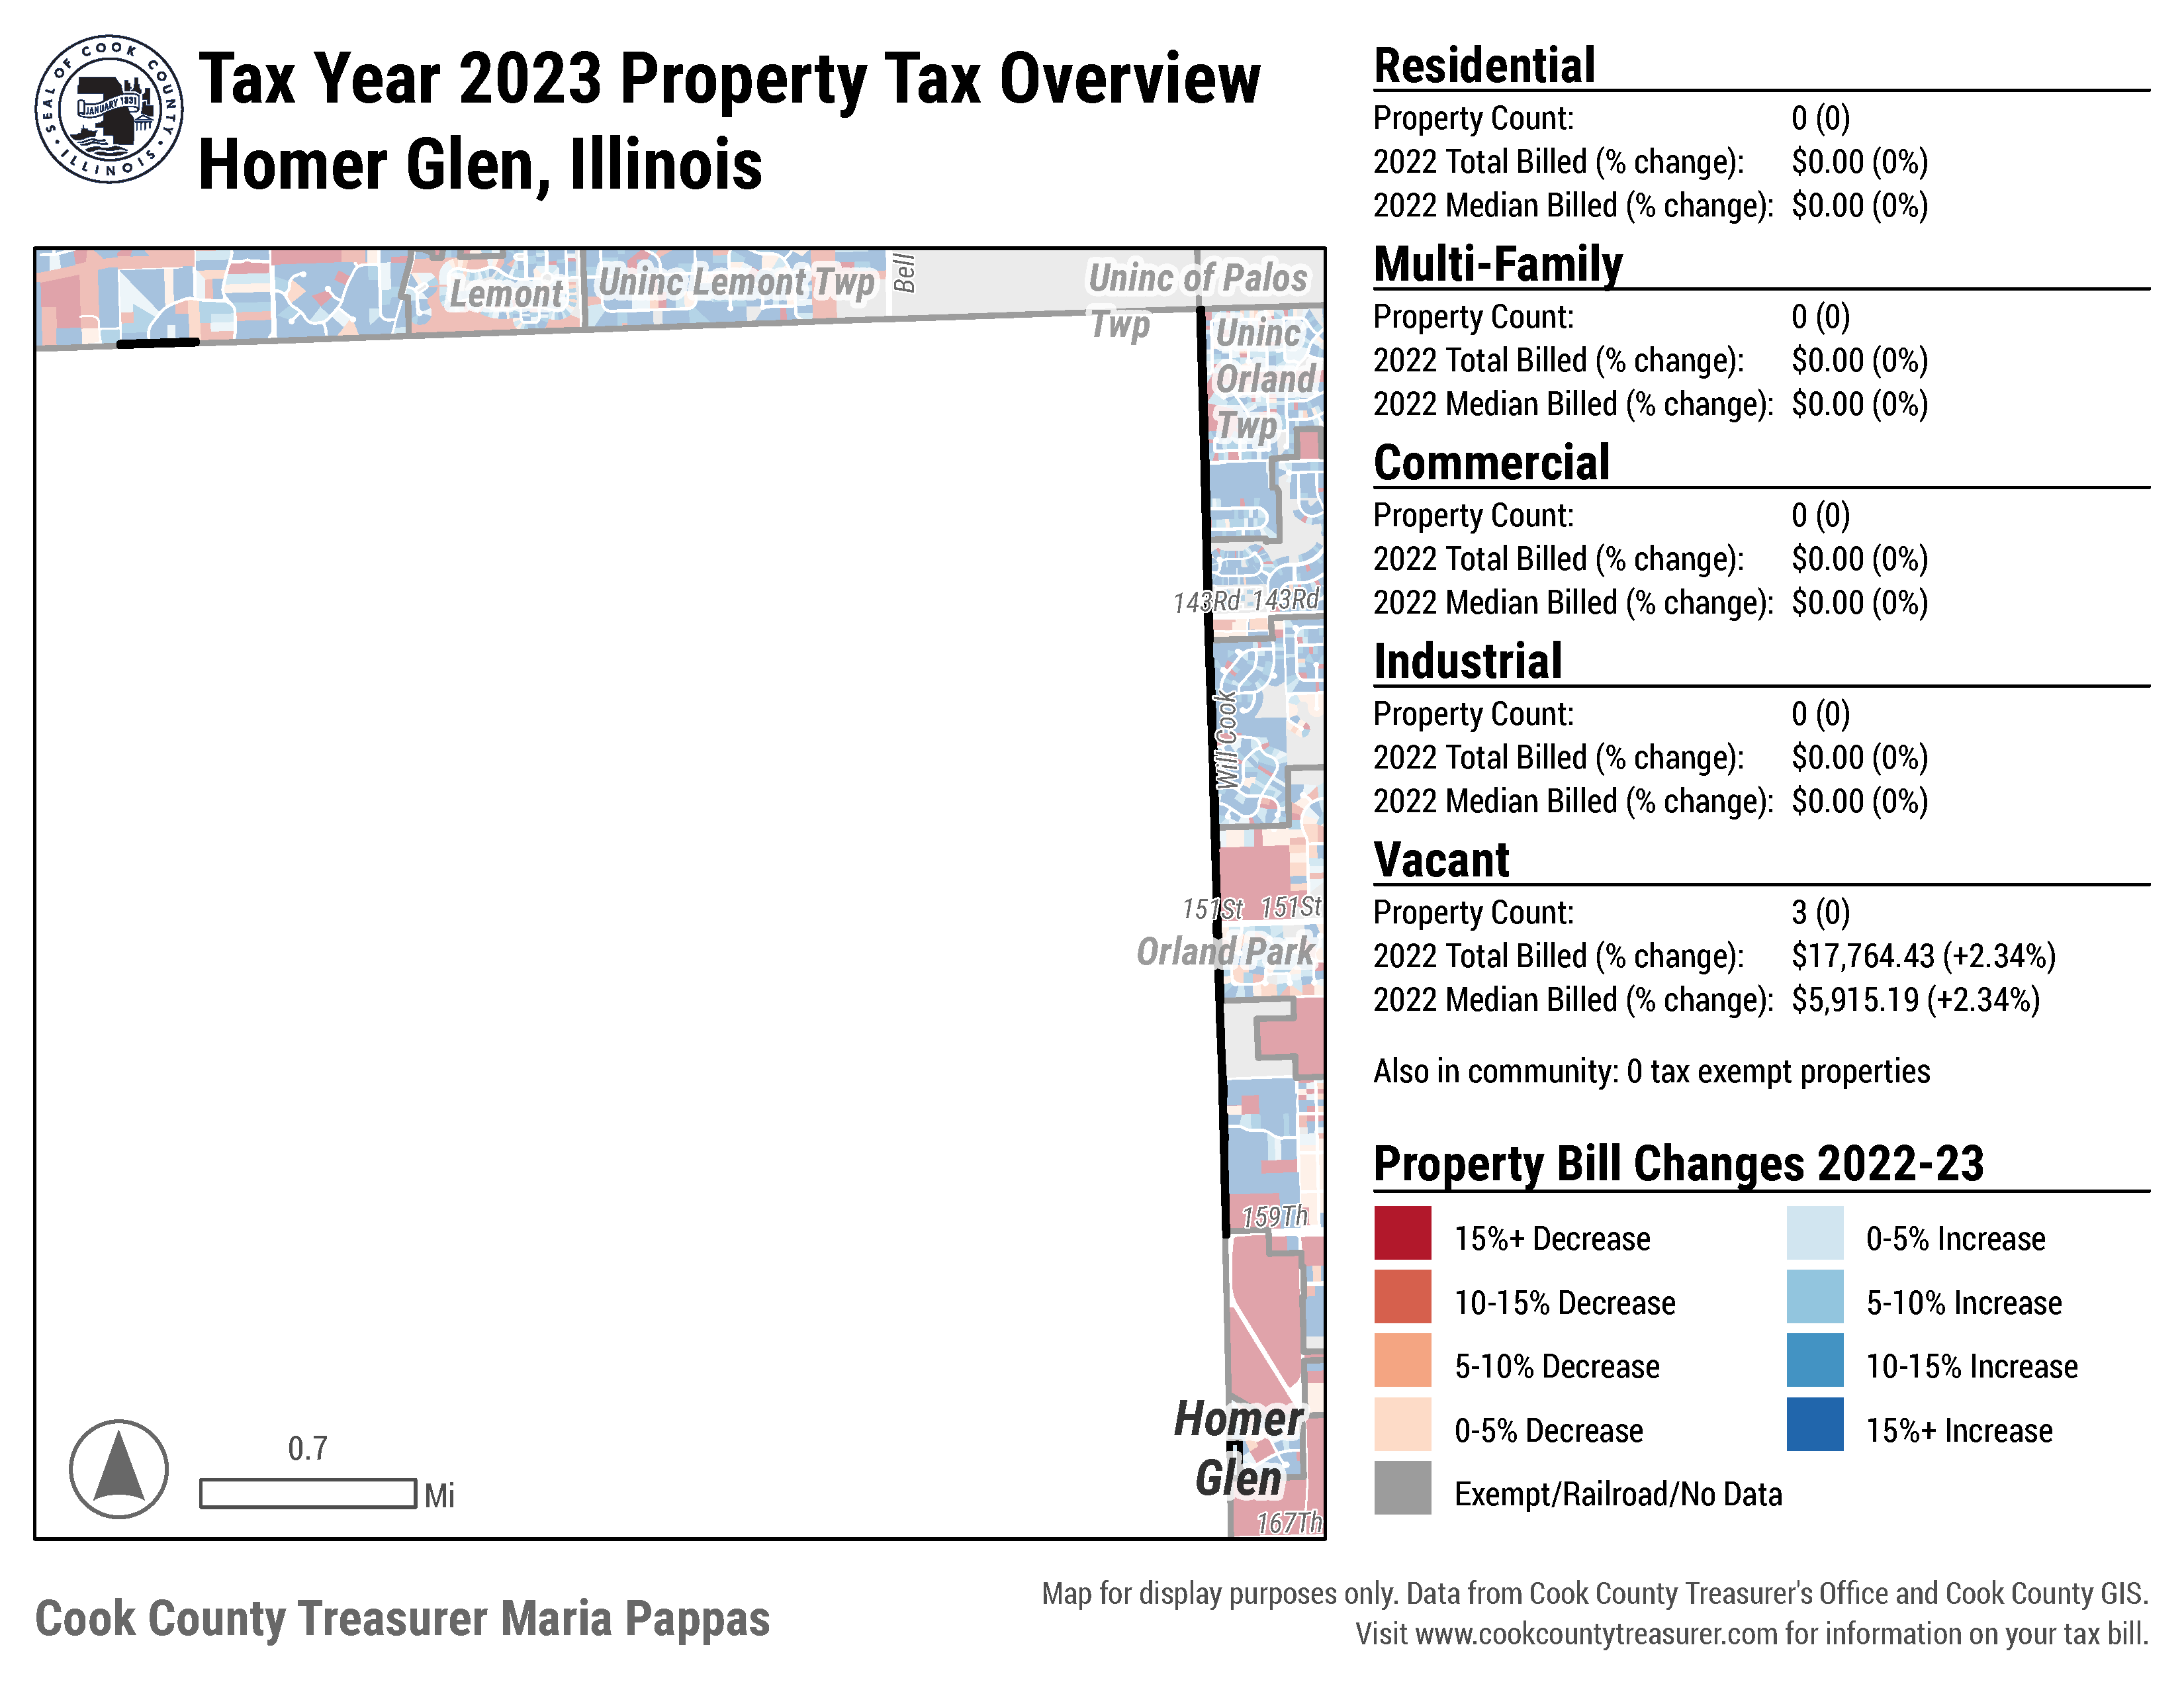 SEAL OF COOK COUNTY
• ILLINOIS •
JANUARY 1831
Tax Year 2023 Property Tax Overview
Homer Glen, Illinois
Lemont
Uninc Lemont Twp
Bell
Uninc of Palos
Twp
Uninc
Orland
Twp
143Rd 143Rd
Will Cook
151St 151St
Orland Park
159Th
Homer
Glen
167Th
0.7
Mi
Residential
Property Count: 0 (0)
2022 Total Billed (% change): $0.00 (0%)
2022 Median Billed (% change): $0.00 (0%)
Multi-Family
Property Count: 0 (0)
2022 Total Billed (% change): $0.00 (0%)
2022 Median Billed (% change): $0.00 (0%)
Commercial
Property Count: 0 (0)
2022 Total Billed (% change): $0.00 (0%)
2022 Median Billed (% change): $0.00 (0%)
Industrial
Property Count: 0 (0)
2022 Total Billed (% change): $0.00 (0%)
2022 Median Billed (% change): $0.00 (0%)
Vacant
Property Count: 3 (0)
2022 Total Billed (% change): $17,764.43 (+2.34%)
2022 Median Billed (% change): $5,915.19 (+2.34%)
Also in community: 0 tax exempt properties
Property Bill Changes 2022-23
15%+ Decrease
0-5% Increase
10-15% Decrease
5-10% Increase
5-10% Decrease
10-15% Increase
0-5% Decrease
15%+ Increase
Exempt/Railroad/No Data
Cook County Treasurer Maria Pappas
Map for display purposes only. Data from Cook County Treasurer's Office and Cook County GIS.
Visit www.cookcountytreasurer.com for information on your tax bill.